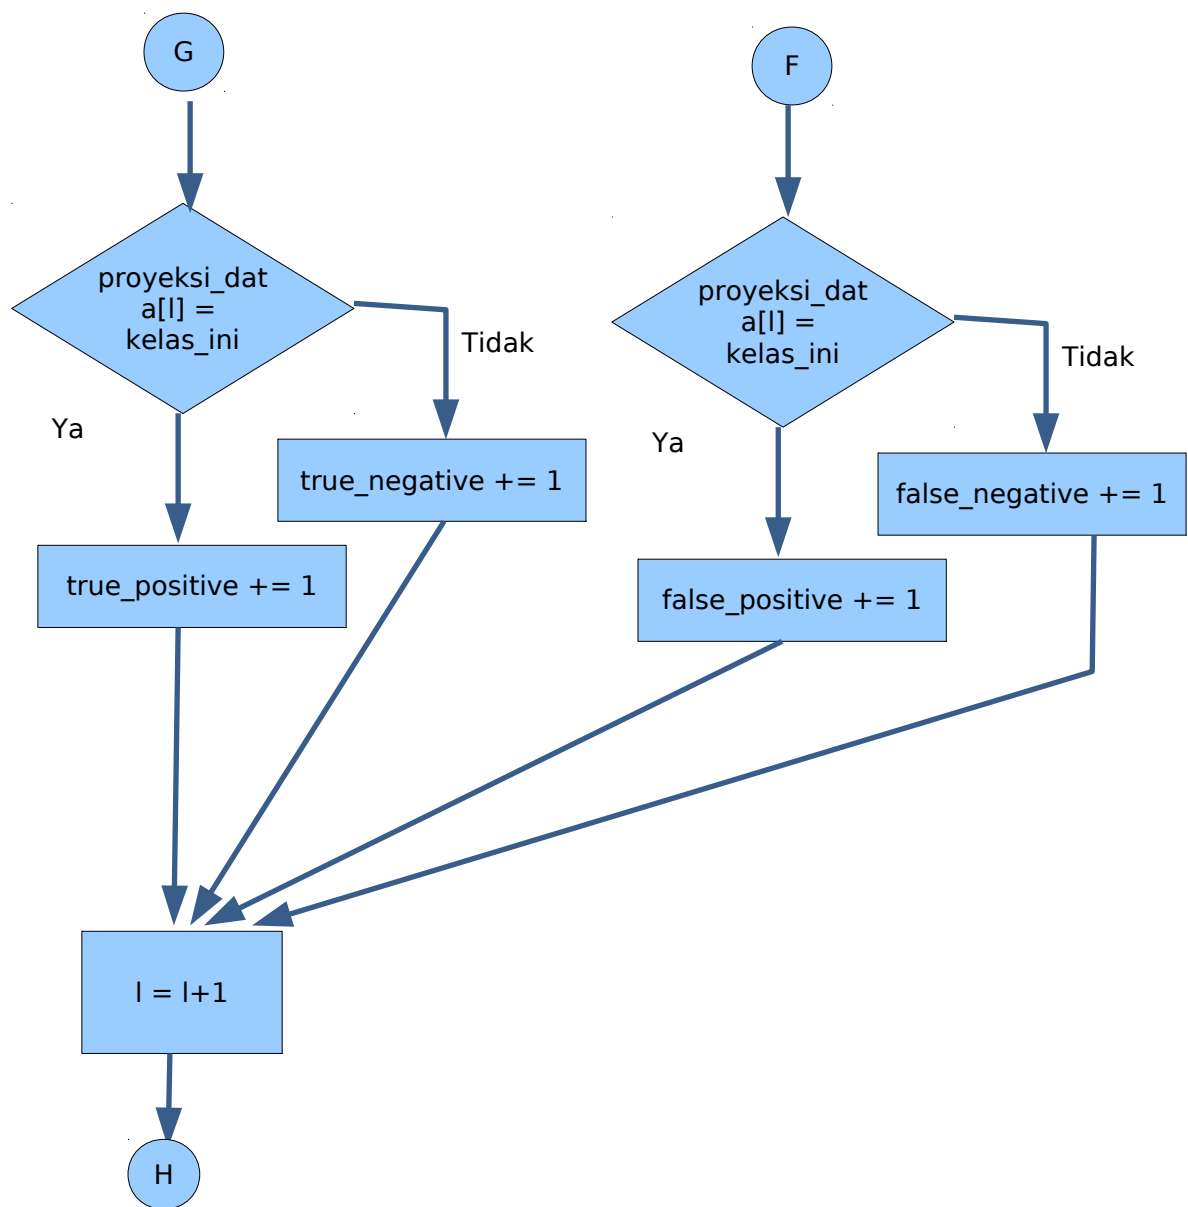 G
F
proyeksi_dat
a[l] =
kelas_ini
proyeksi_dat
a[l] =
kelas_ini
Tidak
Tidak
Ya
Ya
true_negative += 1
false_negative += 1
true_positive += 1
false_positive += 1
l = l+1
H